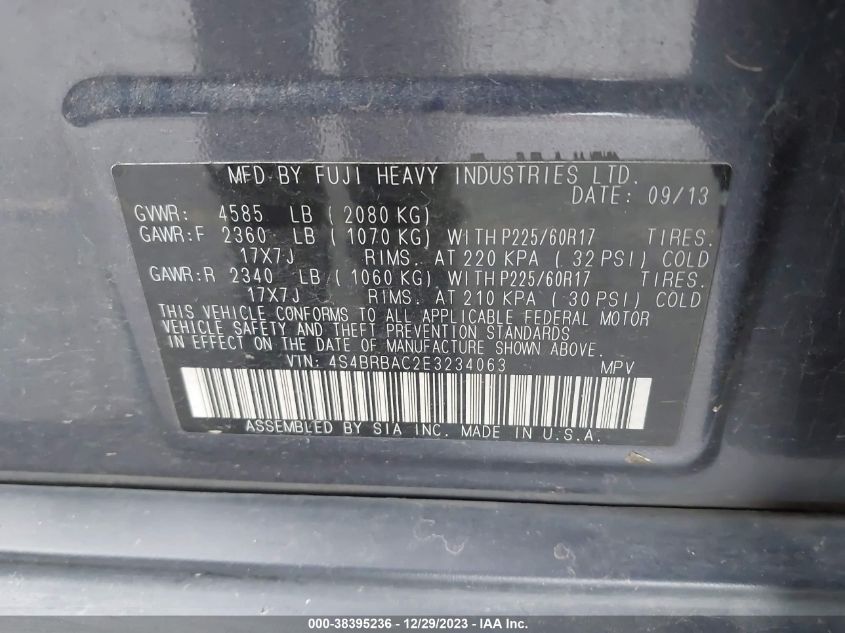 MFD BY FUJI HEAVY INDUSTRIES LTD.
DATE: 09/13
GVWR: 4585 LB ( 2080 KG)
GAWR:F 2360 LB ( 1070 KG) WITH P225/60R17 TIRES.
17X7J RIMS. AT 220 KPA ( 32 PSI) COLD
GAWR:R 2340 LB ( 1060 KG) WITH P225/60R17 TIRES.
17X7J RIMS. AT 210 KPA ( 30 PSI) COLD
THIS VEHICLE CONFORMS TO ALL APPLICABLE FEDERAL MOTOR
VEHICLE SAFETY AND THEFT PREVENTION STANDARDS
IN EFFECT ON THE DATE OF MANUFACTURE SHOWN ABOVE.
VIN: 4S4BRBAC2E3234063 MPV
ASSEMBLED BY SIA INC. MADE IN U.S.A.
000-38395236 - 12/29/2023 - IAAI.COM